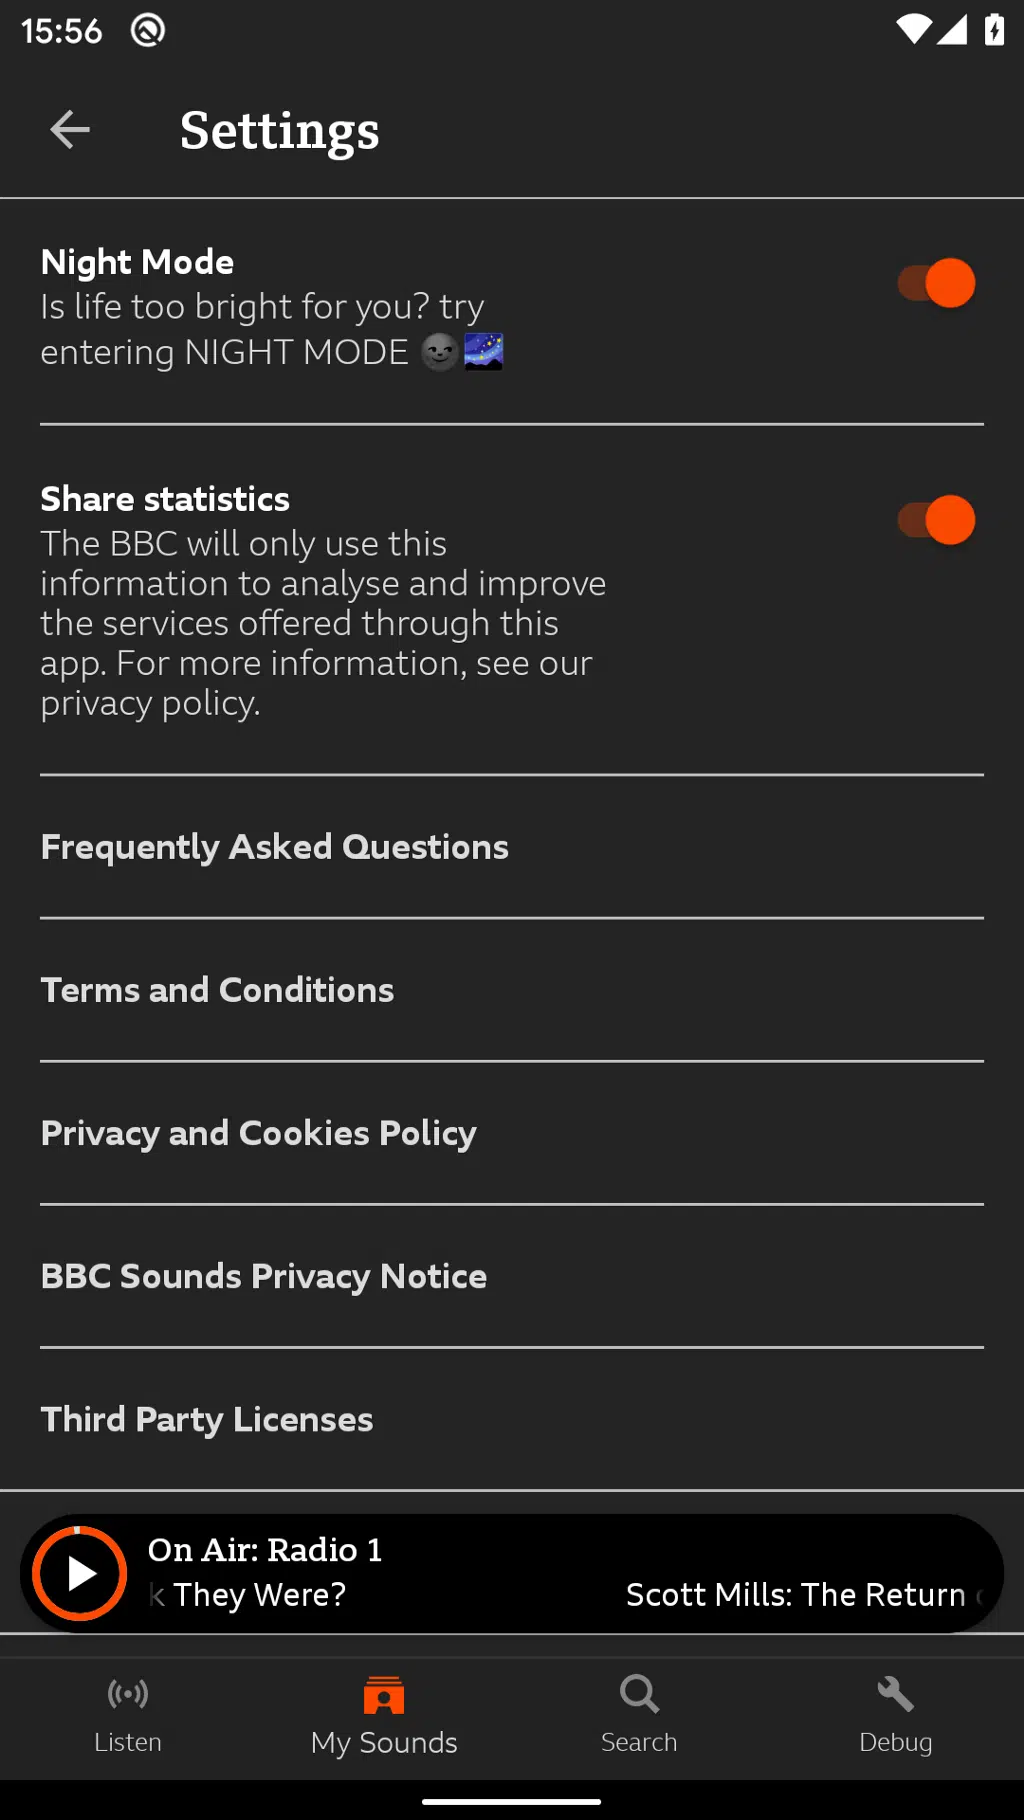 15:56
Settings
Night Mode
Is life too bright for you? try
entering NIGHT MODE 🌚🌌
Share statistics
The BBC will only use this
information to analyse and improve
the services offered through this
app. For more information, see our
privacy policy.
Frequently Asked Questions
Terms and Conditions
Privacy and Cookies Policy
BBC Sounds Privacy Notice
Third Party Licenses
On Air: Radio 1
k They Were? Scott Mills: The Return
Listen
My Sounds
Search
Debug